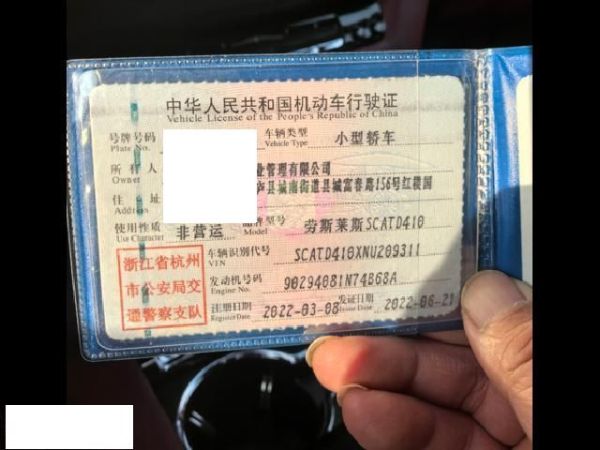 中华人民共和国机动车行驶证
Vehicle License of the People's Republic of China
号牌号码
Plate No.
车辆类型
Vehicle Type
小型轿车
所有人
Owner
业管理有限公司
住址
Address
庐县城南街道县城富春路156号红楼国
使用性质
Use Character
非营运
品牌型号
Model
劳斯莱斯SCATD410
浙江省杭州
市公安局交
通警察支队
车辆识别代号
VIN
SCATD410XNU209311
发动机号码
Engine No.
90294081N74B68A
注册日期
Register Date
2022-03-08
发证日期
Issue Date
2022-06-21